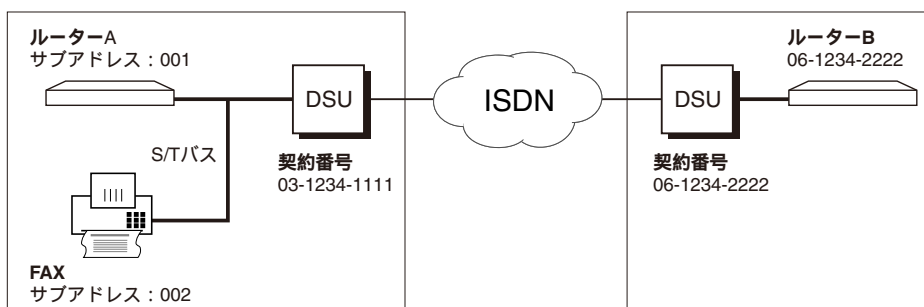 ルーターA
サブアドレス：001
DSU
S/Tバス
契約番号
03-1234-1111
FAX
サブアドレス：002
ISDN
ルーターB
06-1234-2222
DSU
契約番号
06-1234-2222